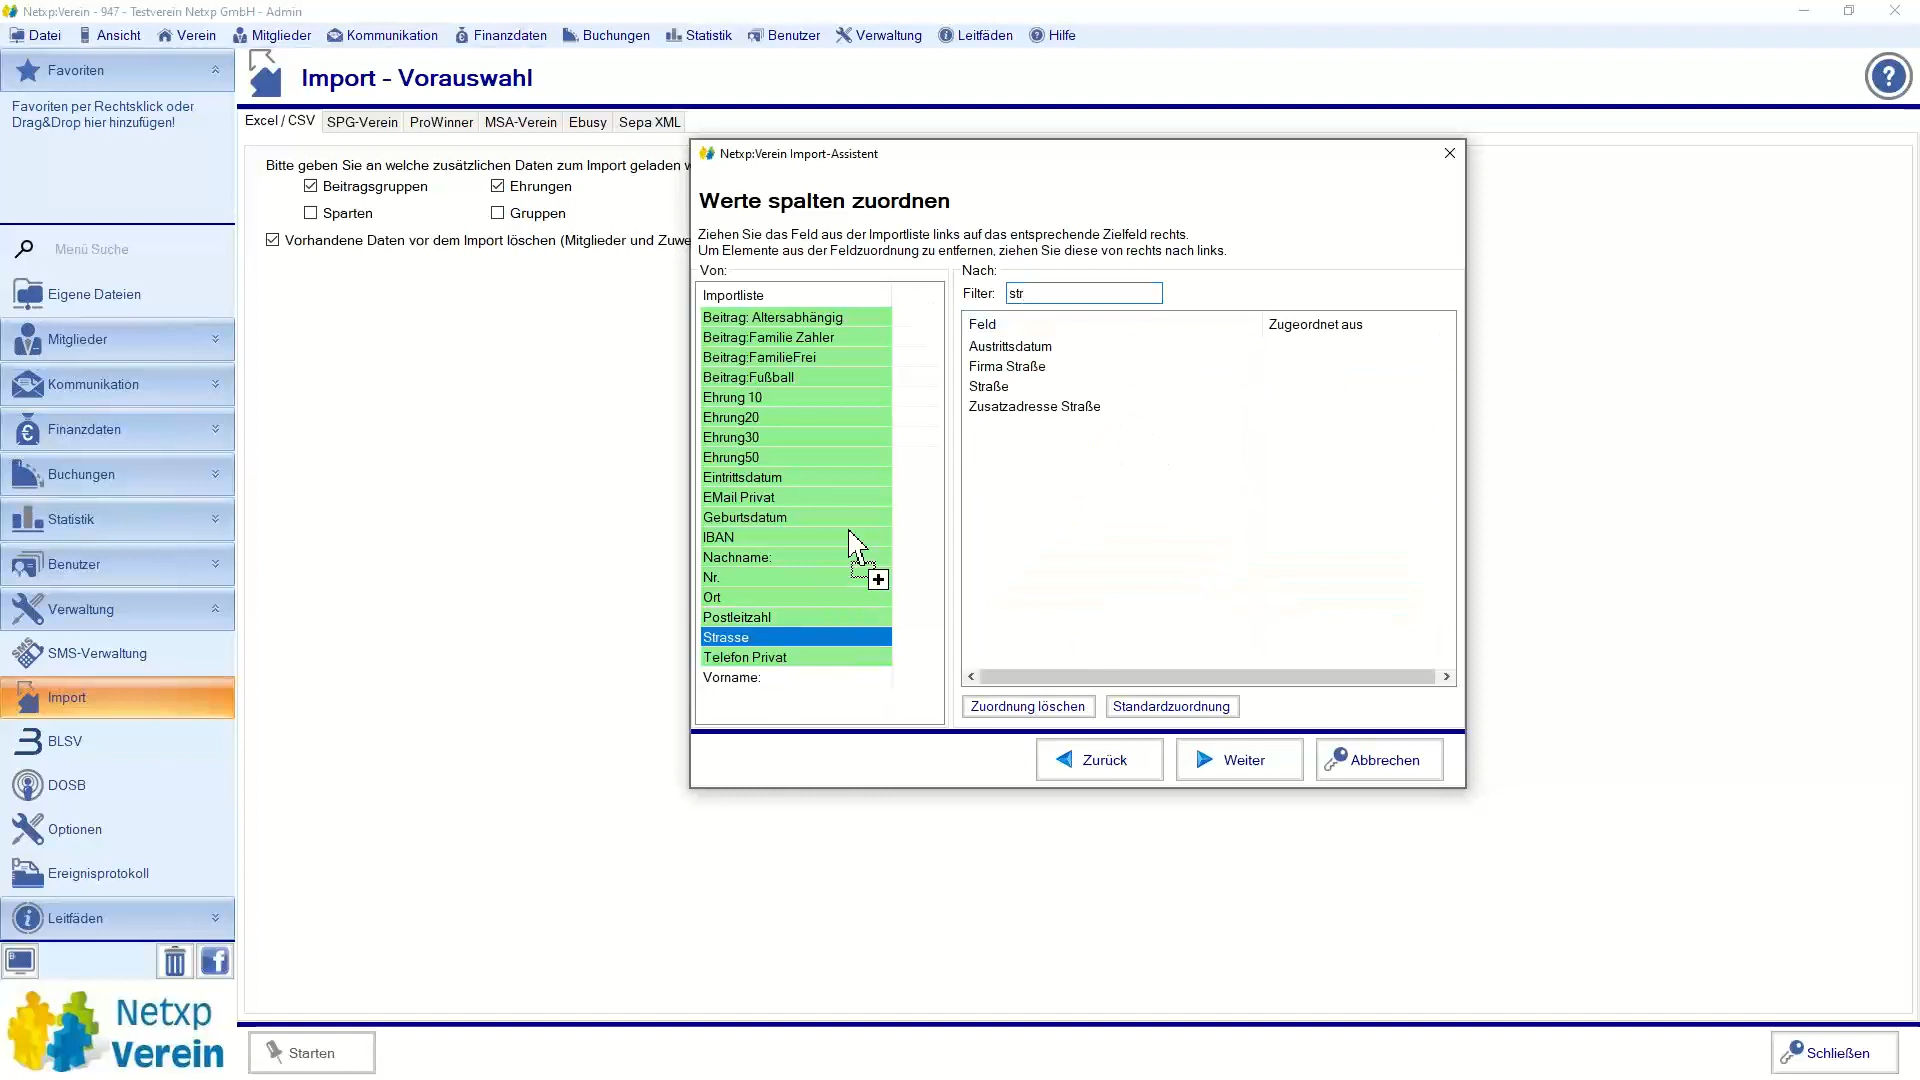 Netxp:Verein - 947 - Testverein Netxp GmbH - Admin
Datei Ansicht Verein Mitglieder Kommunikation Finanzdaten Buchungen Statistik Benutzer Verwaltung Leitfäden Hilfe
Favoriten
Favoriten per Rechtsklick oder
Drag&Drop hier hinzufügen!
Menü Suche
Eigene Dateien
Mitglieder
Kommunikation
Finanzdaten
Buchungen
Statistik
Benutzer
Verwaltung
SMS-Verwaltung
Import
BLSV
DOSB
Optionen
Ereignisprotokoll
Leitfäden
Netxp
Verein
Import - Vorauswahl
Excel / CSV SPG-Verein ProWinner MSA-Verein Ebusy Sepa XML
Bitte geben Sie an welche zusätzlichen Daten zum Import geladen w
Beitragsgruppen Ehrungen
Sparten Gruppen
Vorhandene Daten vor dem Import löschen (Mitglieder und Zuwe
Netxp:Verein Import-Assistent
Werte spalten zuordnen
Ziehen Sie das Feld aus der Importliste links auf das entsprechende Zielfeld rechts.
Um Elemente aus der Feldzuordnung zu entfernen, ziehen Sie diese von rechts nach links.
Von:
Importliste
Beitrag: Altersabhängig
Beitrag:Familie Zahler
Beitrag:FamilieFrei
Beitrag:Fußball
Ehrung 10
Ehrung20
Ehrung30
Ehrung50
Eintrittsdatum
EMail Privat
Geburtsdatum
IBAN
Nachname:
Nr.
Ort
Postleitzahl
Strasse
Telefon Privat
Vorname:
Nach:
Filter: str
Feld Zugeordnet aus
Austrittsdatum
Firma Straße
Straße
Zusatzadresse Straße
Zuordnung löschen Standardzuordnung
Zurück Weiter Abbrechen
Starten Schließen